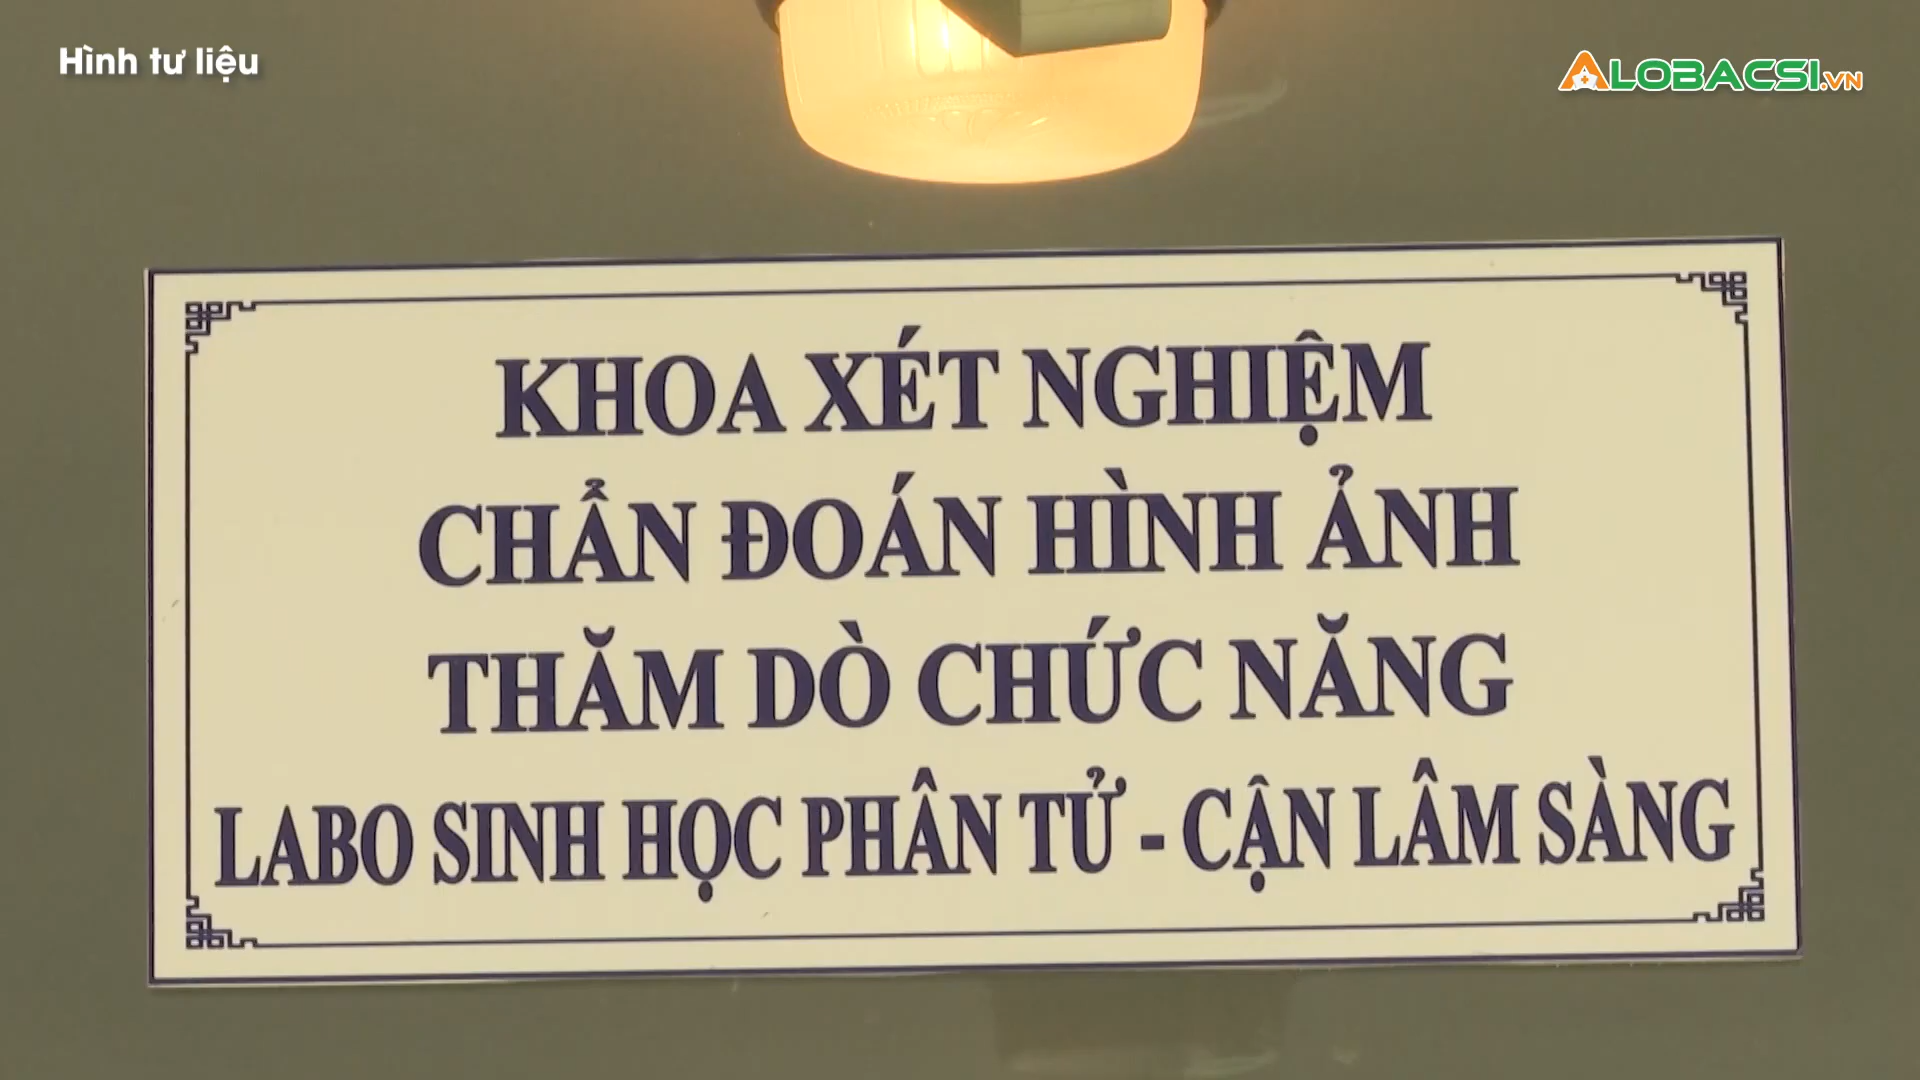 Hình tư liệu
ALOBACSI.VN
KHOA XÉT NGHIỆM
CHẨN ĐOÁN HÌNH ẢNH
THĂM DÒ CHỨC NĂNG
LABO SINH HỌC PHÂN TỬ - CẬN LÂM SÀNG